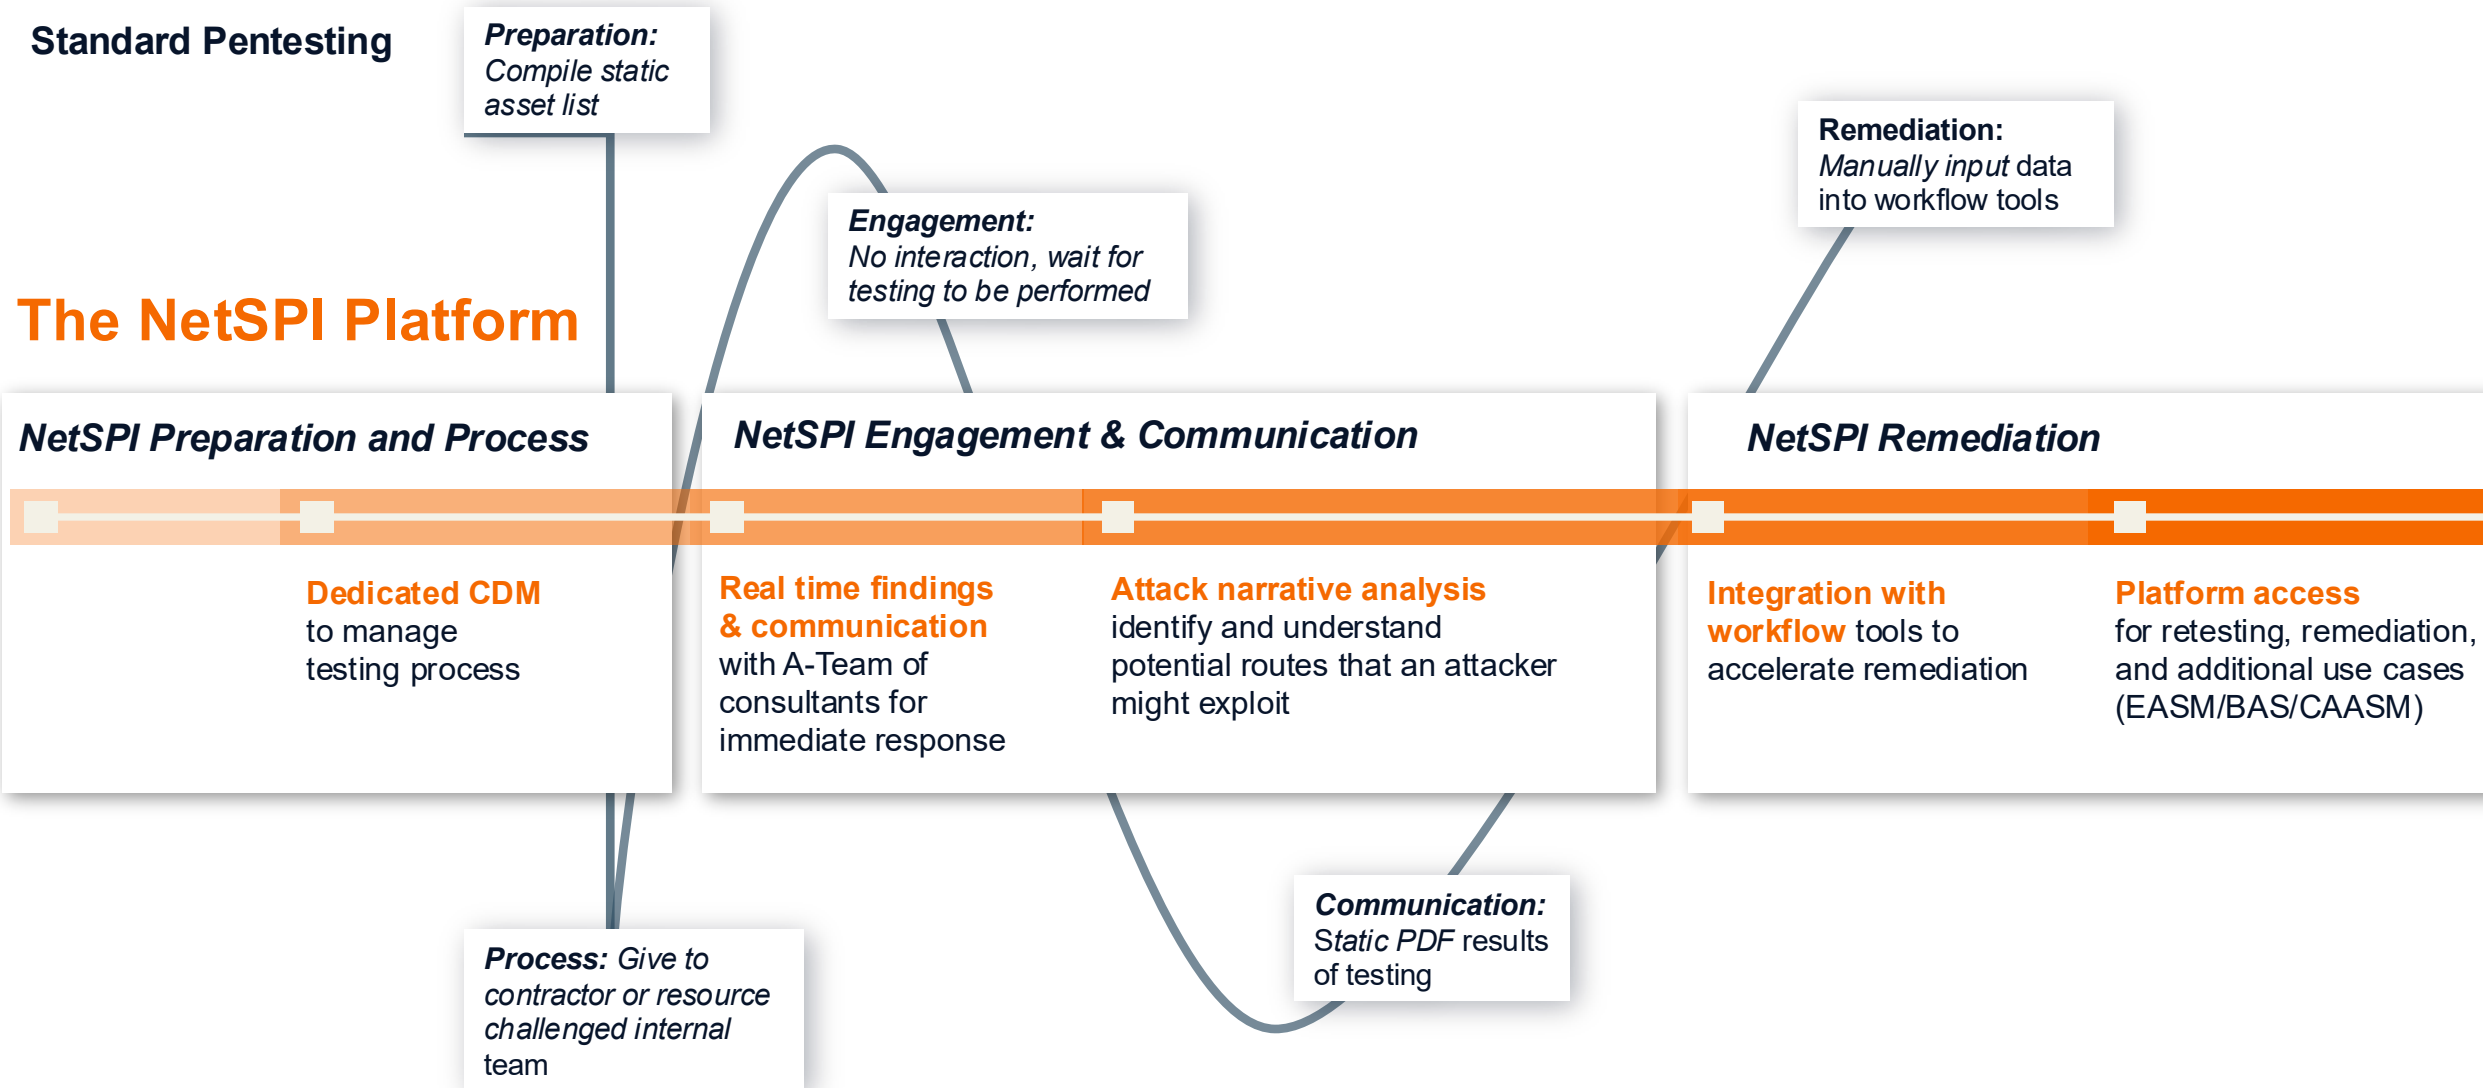 Standard Pentesting
Preparation:
Compile static
asset list
Engagement:
No interaction, wait for
testing to be performed
Remediation:
Manually input data
into workflow tools
The NetSPI Platform
NetSPI Preparation and Process
Dedicated CDM
to manage
testing process
NetSPI Engagement & Communication
Real time findings
& communication
with A-Team of
consultants for
immediate response
Attack narrative analysis
identify and understand
potential routes that an attacker
might exploit
NetSPI Remediation
Integration with
workflow tools to
accelerate remediation
Platform access
for retesting, remediation,
and additional use cases
(EASM/BAS/CAASM)
Process: Give to
contractor or resource
challenged internal
team
Communication:
Static PDF results
of testing